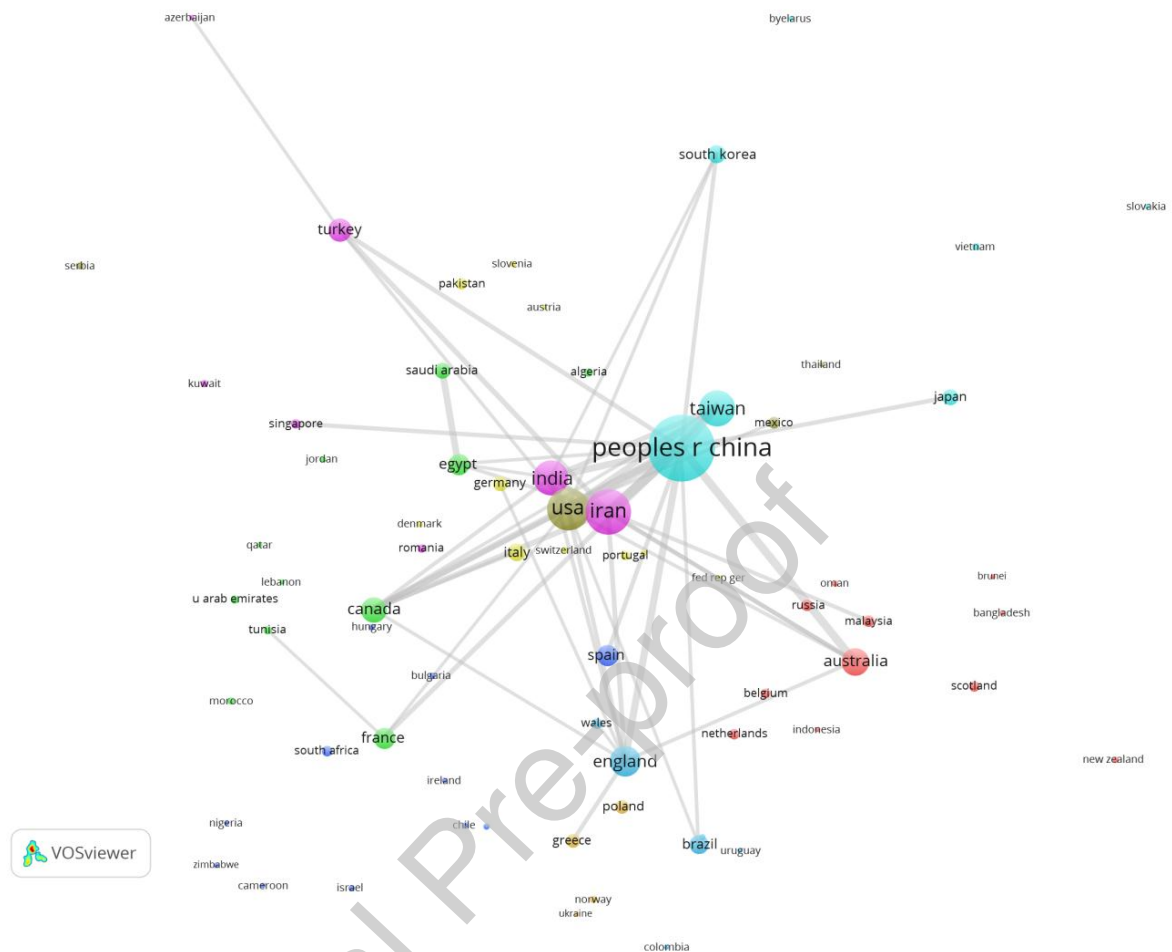 azerbaijan
byelarus
south korea
slovakia
turkey
vietnam
serbia
slovenia
pakistan
austria
saudi arabia
algeria
thailand
kuwait
japan
taiwan
singapore
mexico
peoples r china
jordan
egypt
germany
india
usa
iran
denmark
qatar
romania
italy
switzerland
portugal
lebanon
fed rep ger
oman
brunei
u arab emirates
canada
russia
bangladesh
hungary
malaysia
tunisia
spain
australia
bulgaria
scotland
morocco
belgium
wales
netherlands
indonesia
france
south africa
england
new zealand
ireland
poland
nigeria
chile
greece
brazil
uruguay
VOSviewer
zimbabwe
cameroon
israel
norway
ukraine
colombia
l Pre-proof